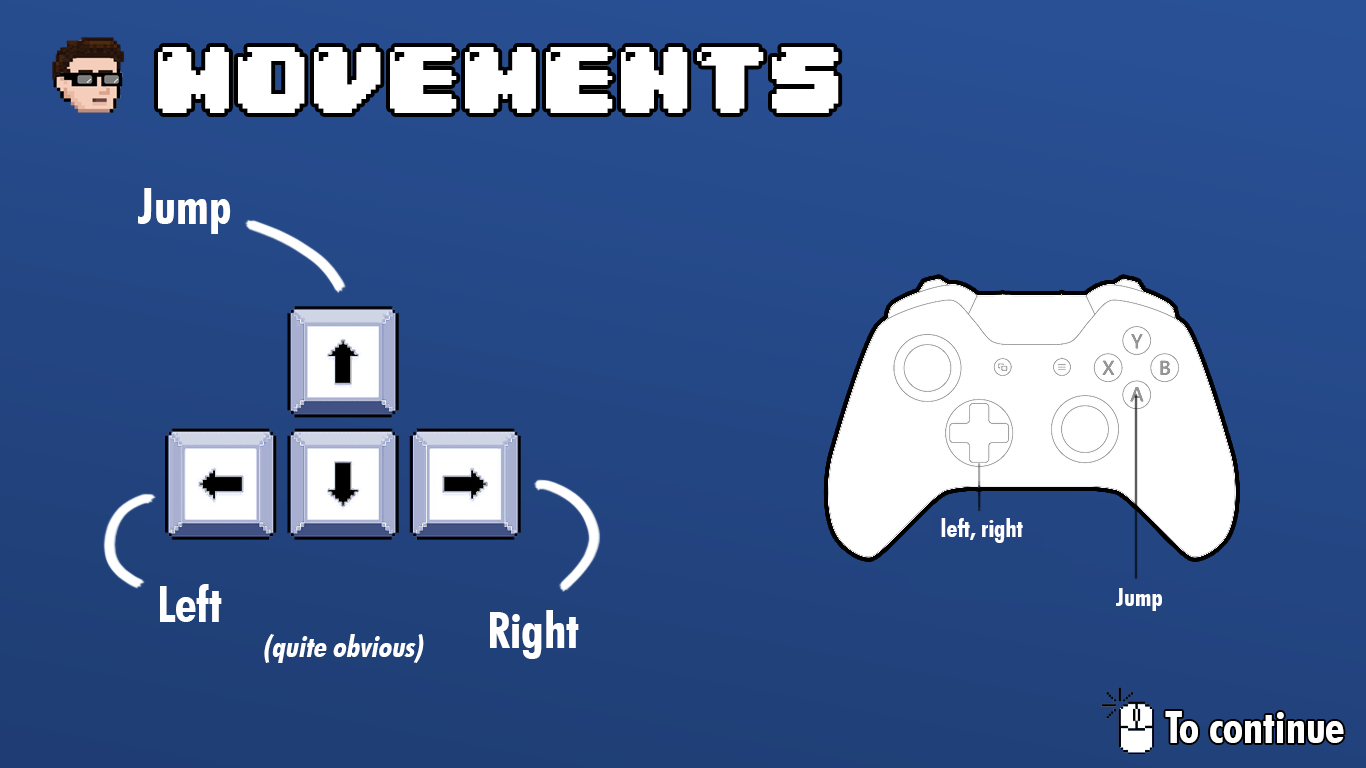 MOVEMENTS
Jump
Left
Right
(quite obvious)
Y
X
B
A
left, right
Jump
To continue